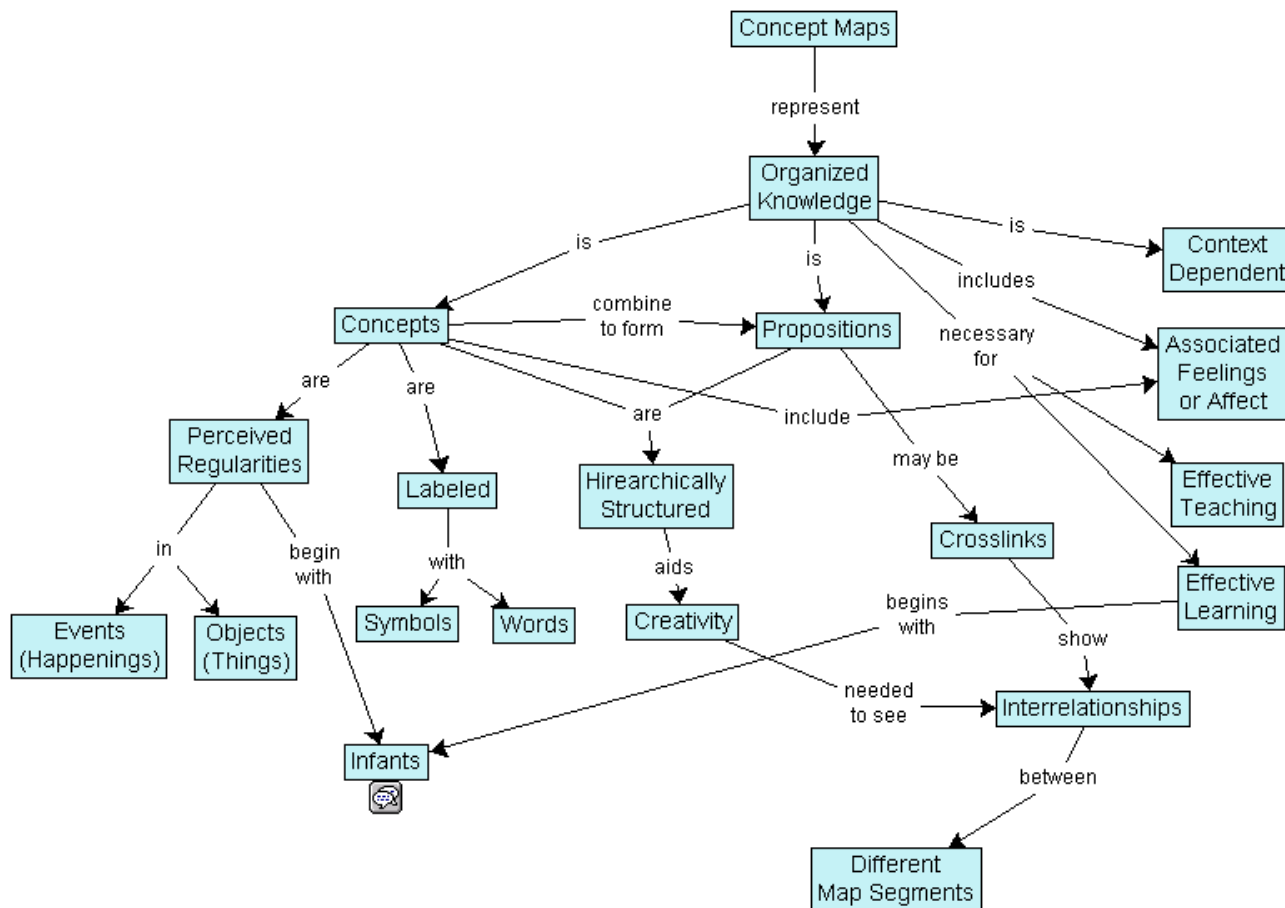 Concept Maps
represent
Organized
Knowledge
is
is
is
Context
Dependent
includes
combine
to form
Concepts
Propositions
necessary
for
Associated
Feelings
or Affect
are
are
are
include
Perceived
Regularities
may be
Labeled
Hirearchically
Structured
Effective
Teaching
Crosslinks
in
begin
with
with
aids
Effective
Learning
begins
with
Events
(Happenings)
Objects
(Things)
Symbols
Words
Creativity
show
needed
to see
Interrelationships
Infants
between
Different
Map Segments